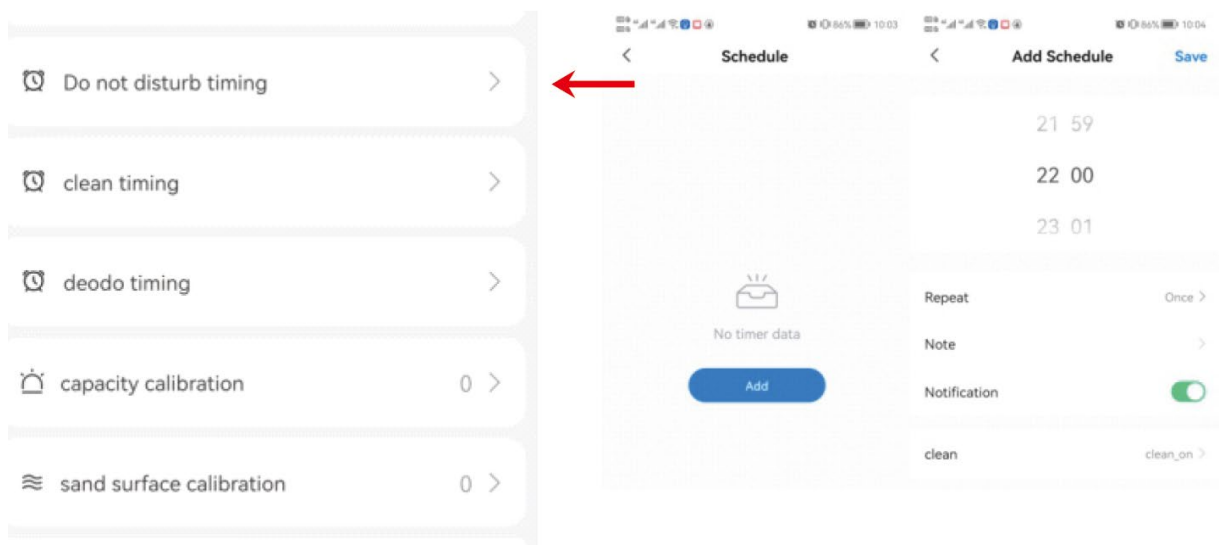 Do not disturb timing
clean timing
deodo timing
capacity calibration 0
sand surface calibration 0
86% 10:03
Schedule
No timer data
Add
86% 10:04
Add Schedule Save
21 59
22 00
23 01
Repeat Once
Note
Notification
clean clean_on